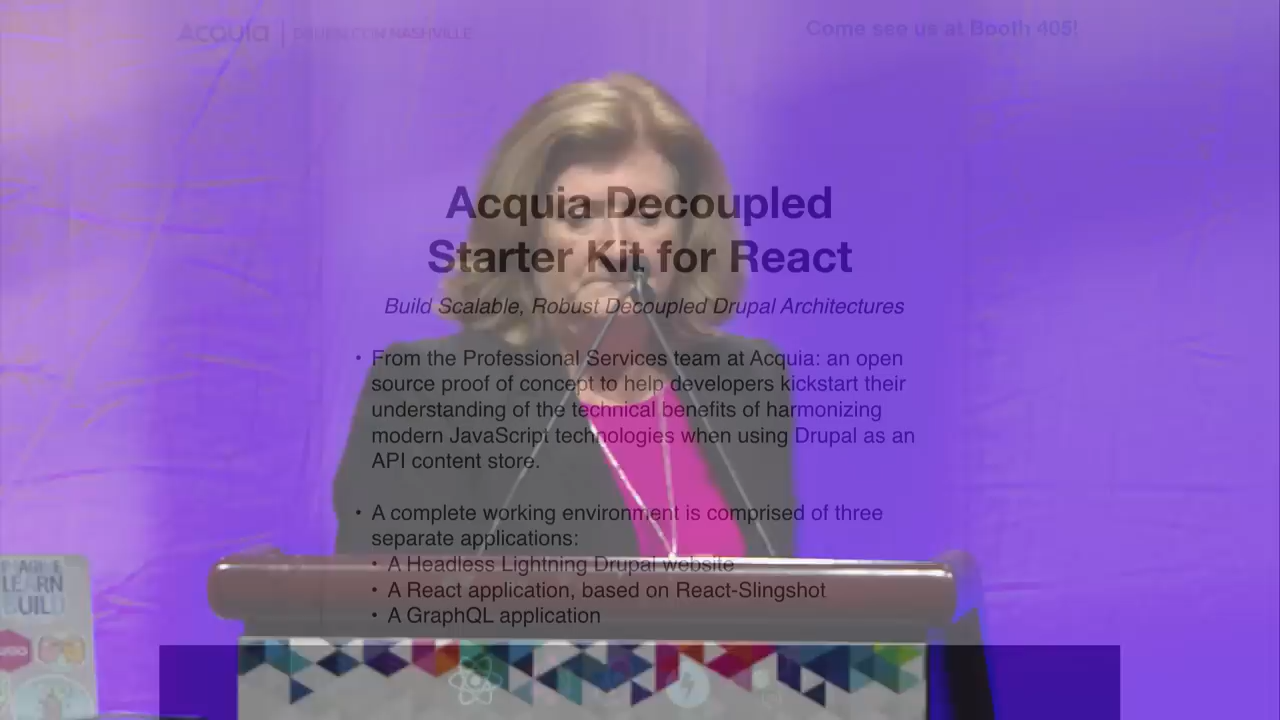 Acquia | DRUPALCON NASHVILLE
Come see us at Booth 405!
Acquia Decoupled
Starter Kit for React
Build Scalable, Robust Decoupled Drupal Architectures
• From the Professional Services team at Acquia: an open
source proof of concept to help developers kickstart their
understanding of the technical benefits of harmonizing
modern JavaScript technologies when using Drupal as an
API content store.
• A complete working environment is comprised of three
separate applications:
• A Headless Lightning Drupal website
• A React application, based on React-Slingshot
• A GraphQL application
LEARN
BUILD